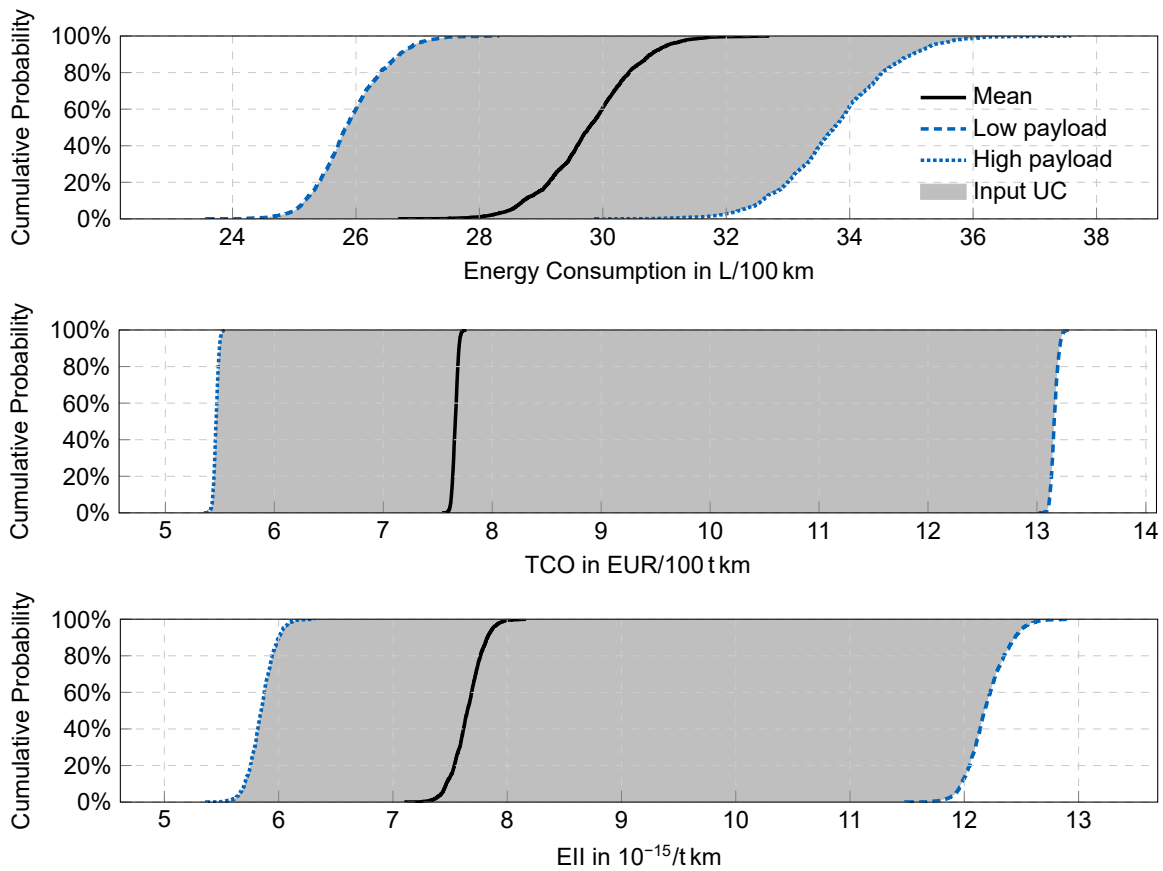 Cumulative Probability
100%
80%
60%
40%
20%
0%
Mean
Low payload
High payload
Input UC
24 26 28 30 32 34 36 38
Energy Consumption in L/100 km
Cumulative Probability
100%
80%
60%
40%
20%
0%
5 6 7 8 9 10 11 12 13 14
TCO in EUR/100 t km
Cumulative Probability
100%
80%
60%
40%
20%
0%
5 6 7 8 9 10 11 12 13
EII in 10⁻¹⁵/t km